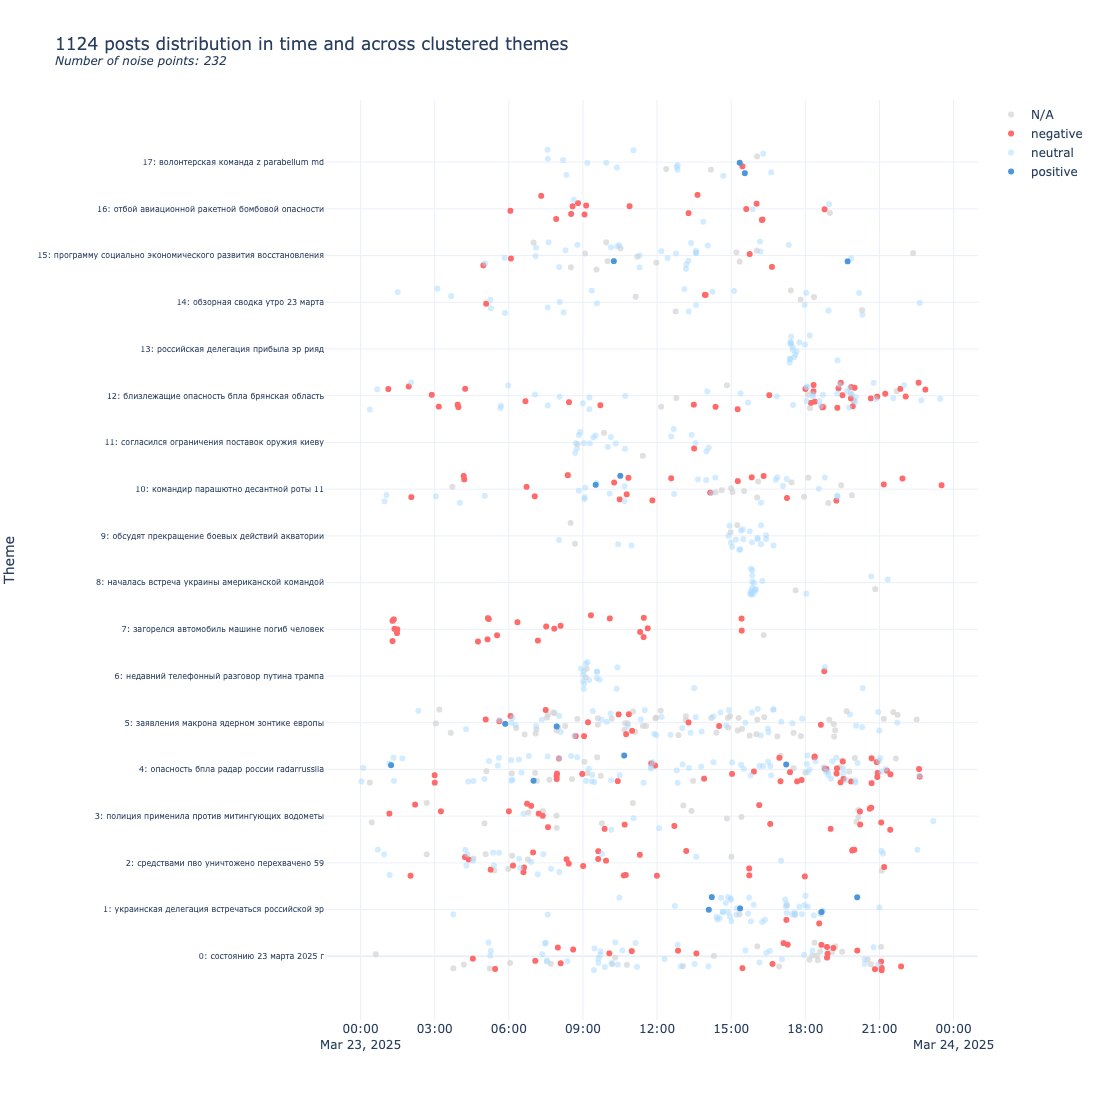 1124 posts distribution in time and across clustered themes
Number of noise points: 232
N/A
negative
neutral
positive
Theme
17: волонтерская команда z parabellum md
16: отбой авиационной ракетной бомбовой опасности
15: программу социально экономического развития восстановления
14: обзорная сводка утро 23 марта
13: российская делегация прибыла эр рияд
12: близлежащие опасность бпла брянская область
11: согласился ограничения поставок оружия киеву
10: командир парашютно десантной роты 11
9: обсудят прекращение боевых действий акватории
8: началась встреча украины американской командой
7: загорелся автомобиль машине погиб человек
6: недавний телефонный разговор путина трампа
5: заявления макрона ядерном зонтике европы
4: опасность бпла радар россии radarrussiia
3: полиция применила против митингующих водометы
2: средствами пво уничтожено перехвачено 59
1: украинская делегация встречаться российской эр
0: состоянию 23 марта 2025 г
00:00 03:00 06:00 09:00 12:00 15:00 18:00 21:00 00:00
Mar 23, 2025 Mar 24, 2025